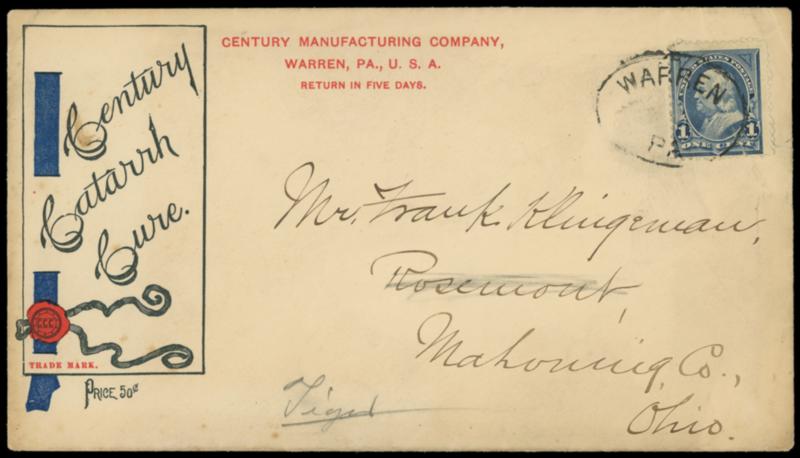 Century
Catarrh
Cure.
CCC
TRADE MARK.
PRICE 50¢
CENTURY MANUFACTURING COMPANY,
WARREN, PA., U. S. A.
RETURN IN FIVE DAYS.
WARREN
PA
UNITED STATES POSTAGE
1 1
ONE CENT
Mr. Frank Klingeman,
Rosemont,
Mahoning Co.,
Ohio.